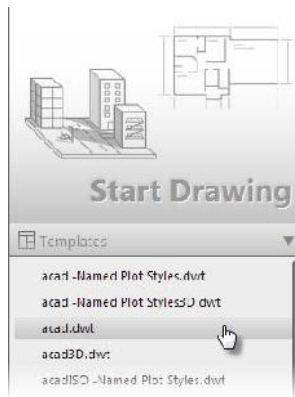 Start Drawing
Templates
acad -Named Plot Styles.dwt
acad -Named Plot Styles3D.dwt
acad.dwt
acad3D.dwt
acadISO -Named Plot Styles.dwt